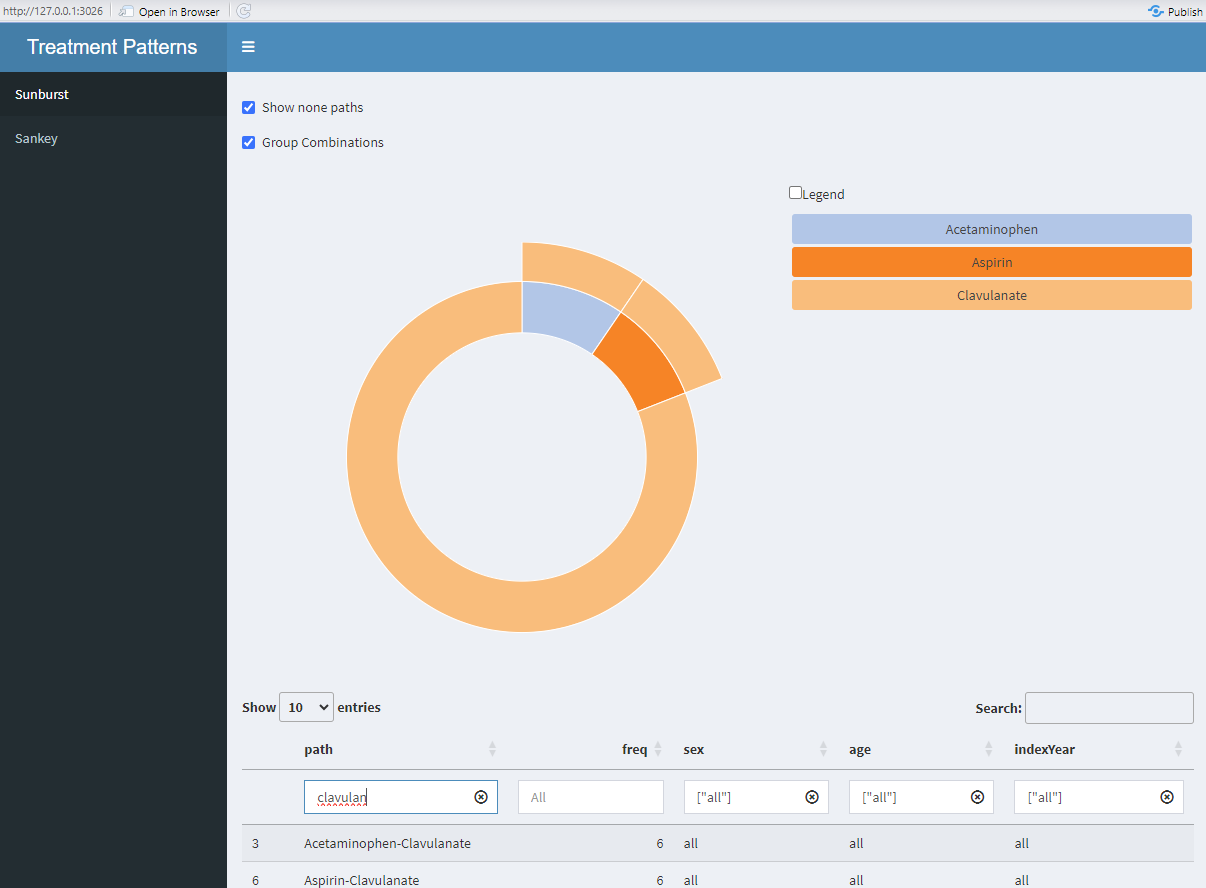 http://127.0.0.1:3026 Open in Browser Publish
Treatment Patterns
Sunburst
Sankey
Show none paths
Group Combinations
Legend
Acetaminophen
Aspirin
Clavulanate
Show 10 entries Search:
path freq sex age indexYear
clavulan All ["all"] ["all"] ["all"]
3 Acetaminophen-Clavulanate 6 all all all
6 Aspirin-Clavulanate 6 all all all